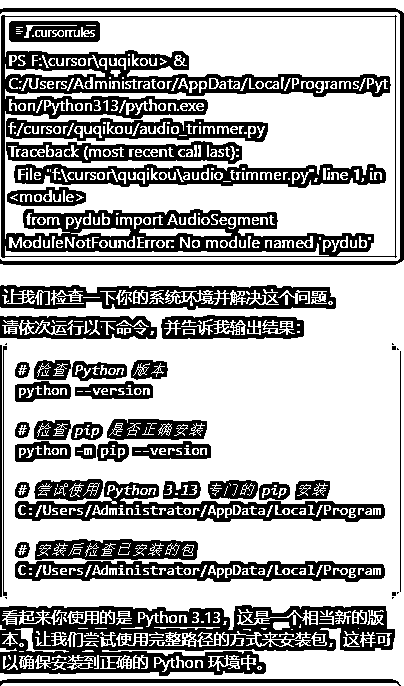 .cursorrules
PS F:\cursor\quqikou> &
C:/Users/Administrator/AppData/Local/Programs/Pyt
hon/Python313/python.exe
f:/cursor/quqikou/audio_trimmer.py
Traceback (most recent call last):
File "f:\cursor\quqikou\audio_trimmer.py", line 1, in
<module>
from pydub import AudioSegment
ModuleNotFoundError: No module named 'pydub'
让我们检查一下你的系统环境并解决这个问题。
请依次运行以下命令，并告诉我输出结果：
# 检查 Python 版本
python --version
# 检查 pip 是否正确安装
python -m pip --version
# 尝试使用 Python 3.13 专门的 pip 安装
C:/Users/Administrator/AppData/Local/Program
# 安装后检查已安装的包
C:/Users/Administrator/AppData/Local/Program
看起来你使用的是 Python 3.13，这是一个相当新的版
本。让我们尝试使用完整路径的方式来安装包，这样可
以确保安装到正确的 Python 环境中。